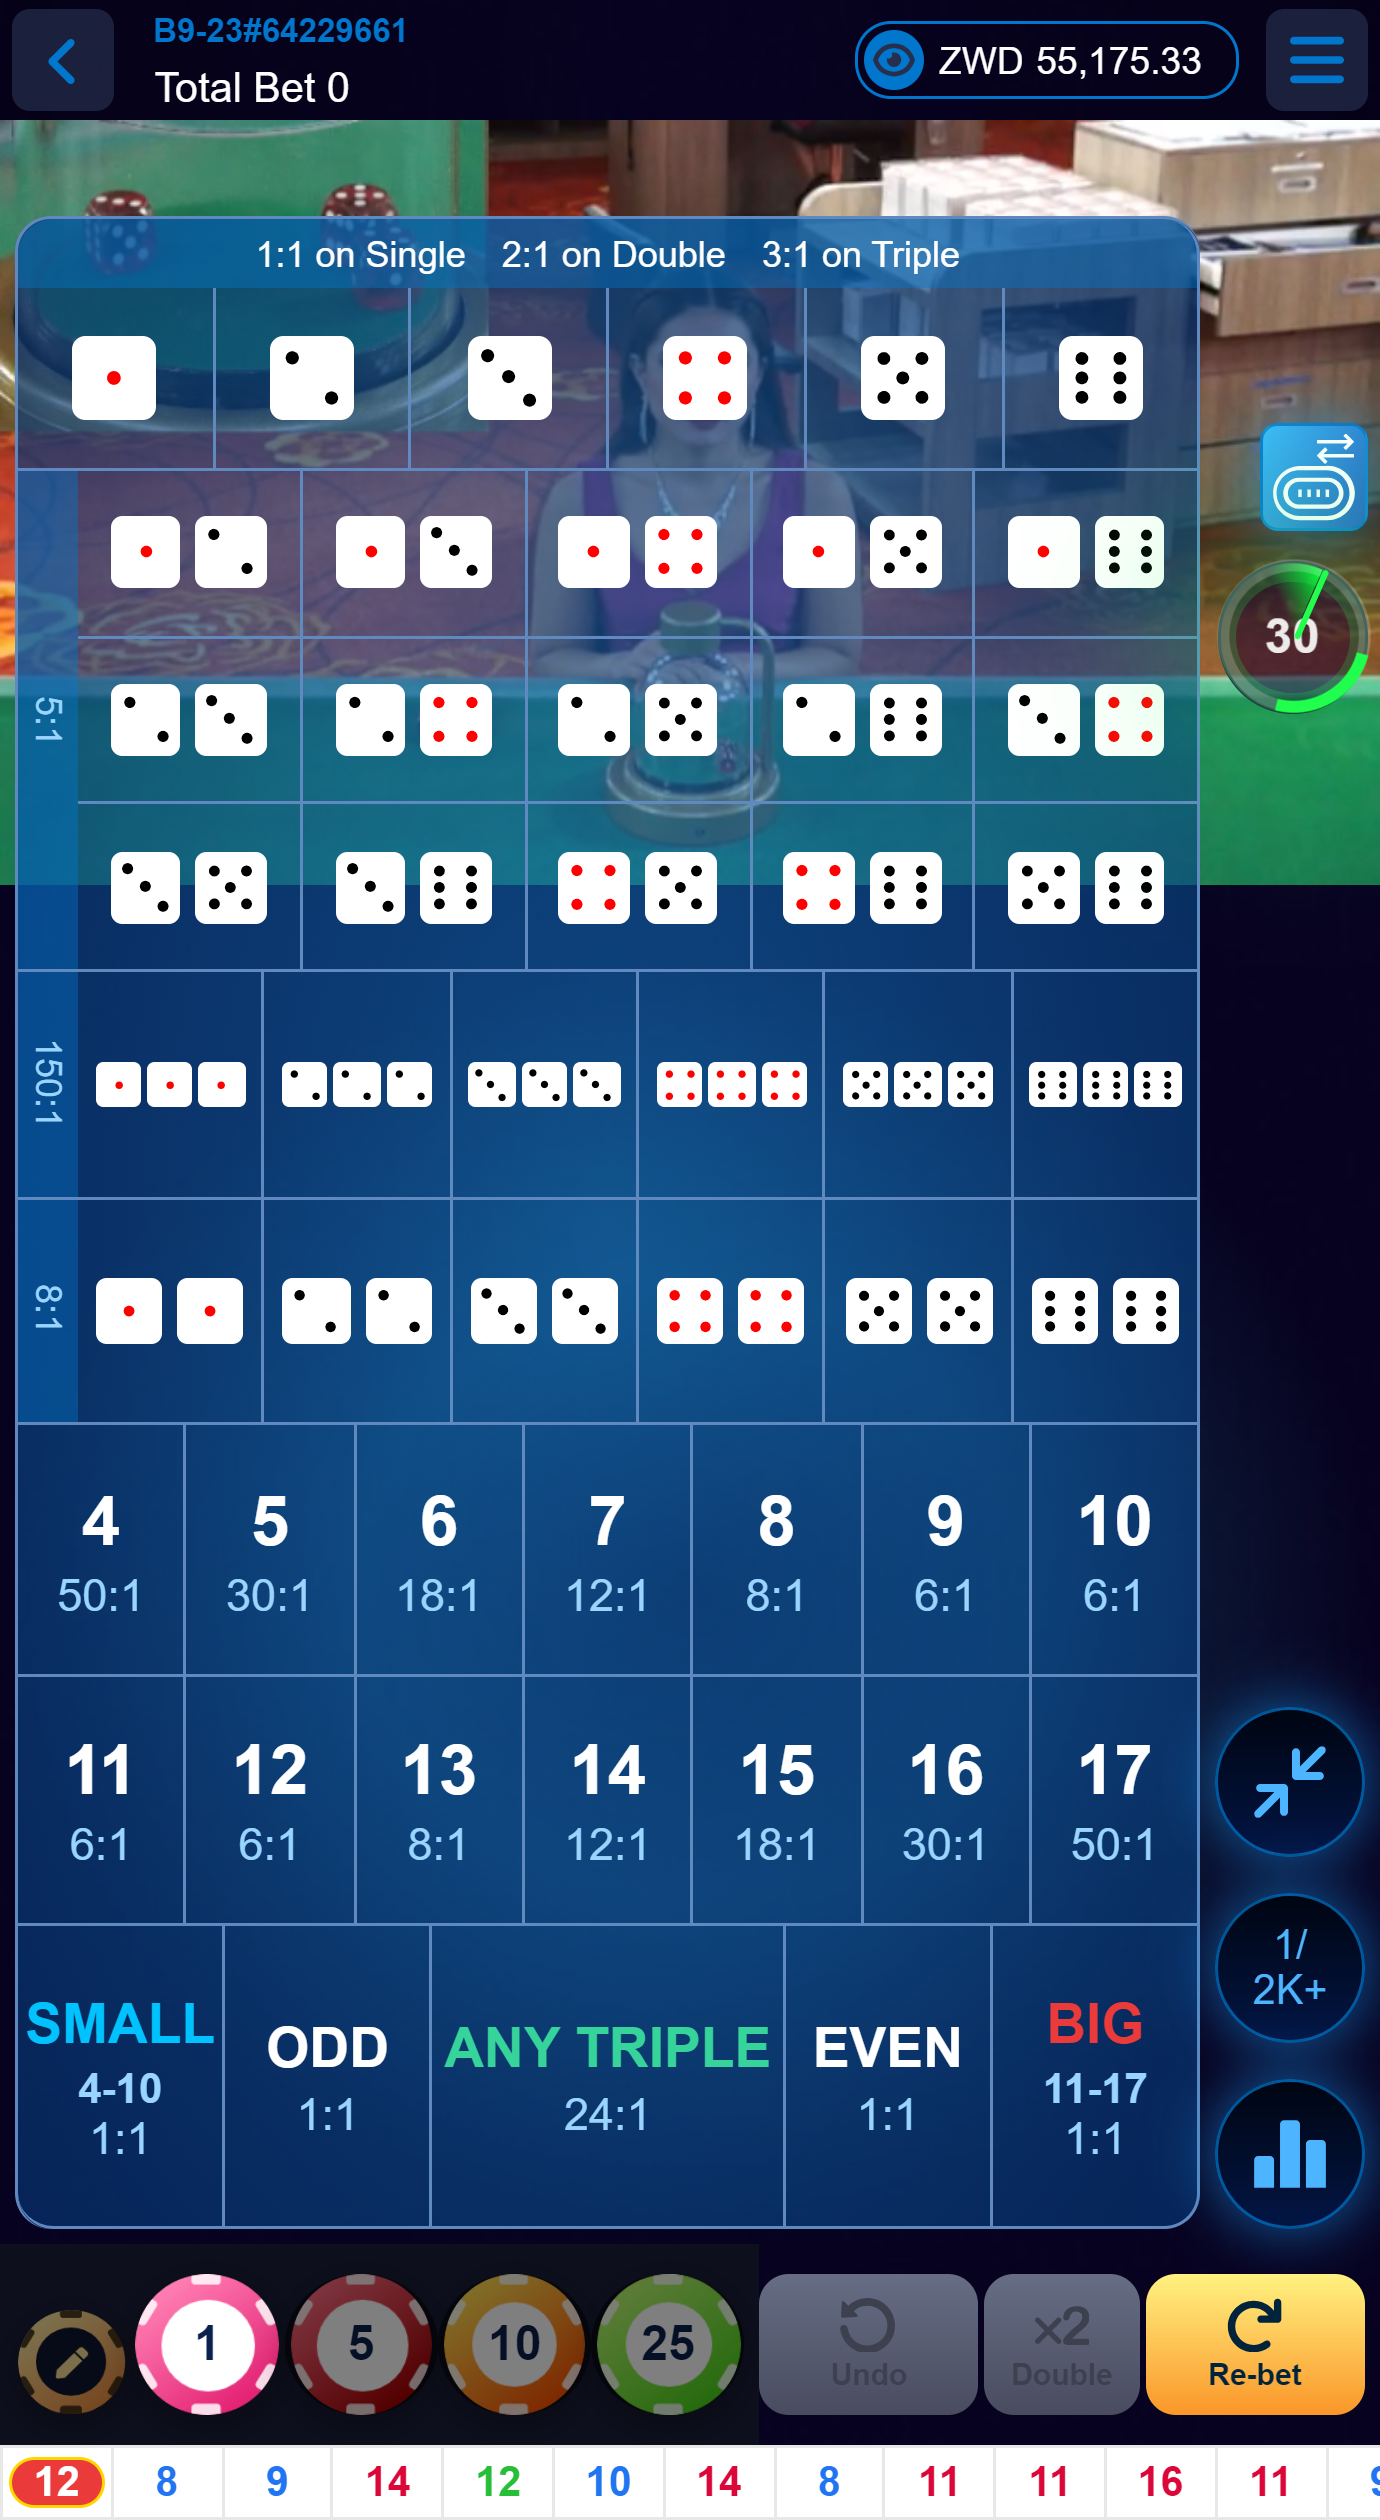 B9-23#64229661
Total Bet 0
ZWD 55,175.33
1:1 on Single 2:1 on Double 3:1 on Triple
30
5:1
150:1
8:1
4 5 6 7 8 9 10
50:1 30:1 18:1 12:1 8:1 6:1 6:1
11 12 13 14 15 16 17
6:1 6:1 8:1 12:1 18:1 30:1 50:1
SMALL
4-10
1:1
ODD
1:1
ANY TRIPLE
24:1
EVEN
1:1
BIG
11-17
1:1
1/
2K+
1 5 10 25
Undo
x2
Double
Re-bet
12 8 9 14 12 10 14 8 11 11 16 11